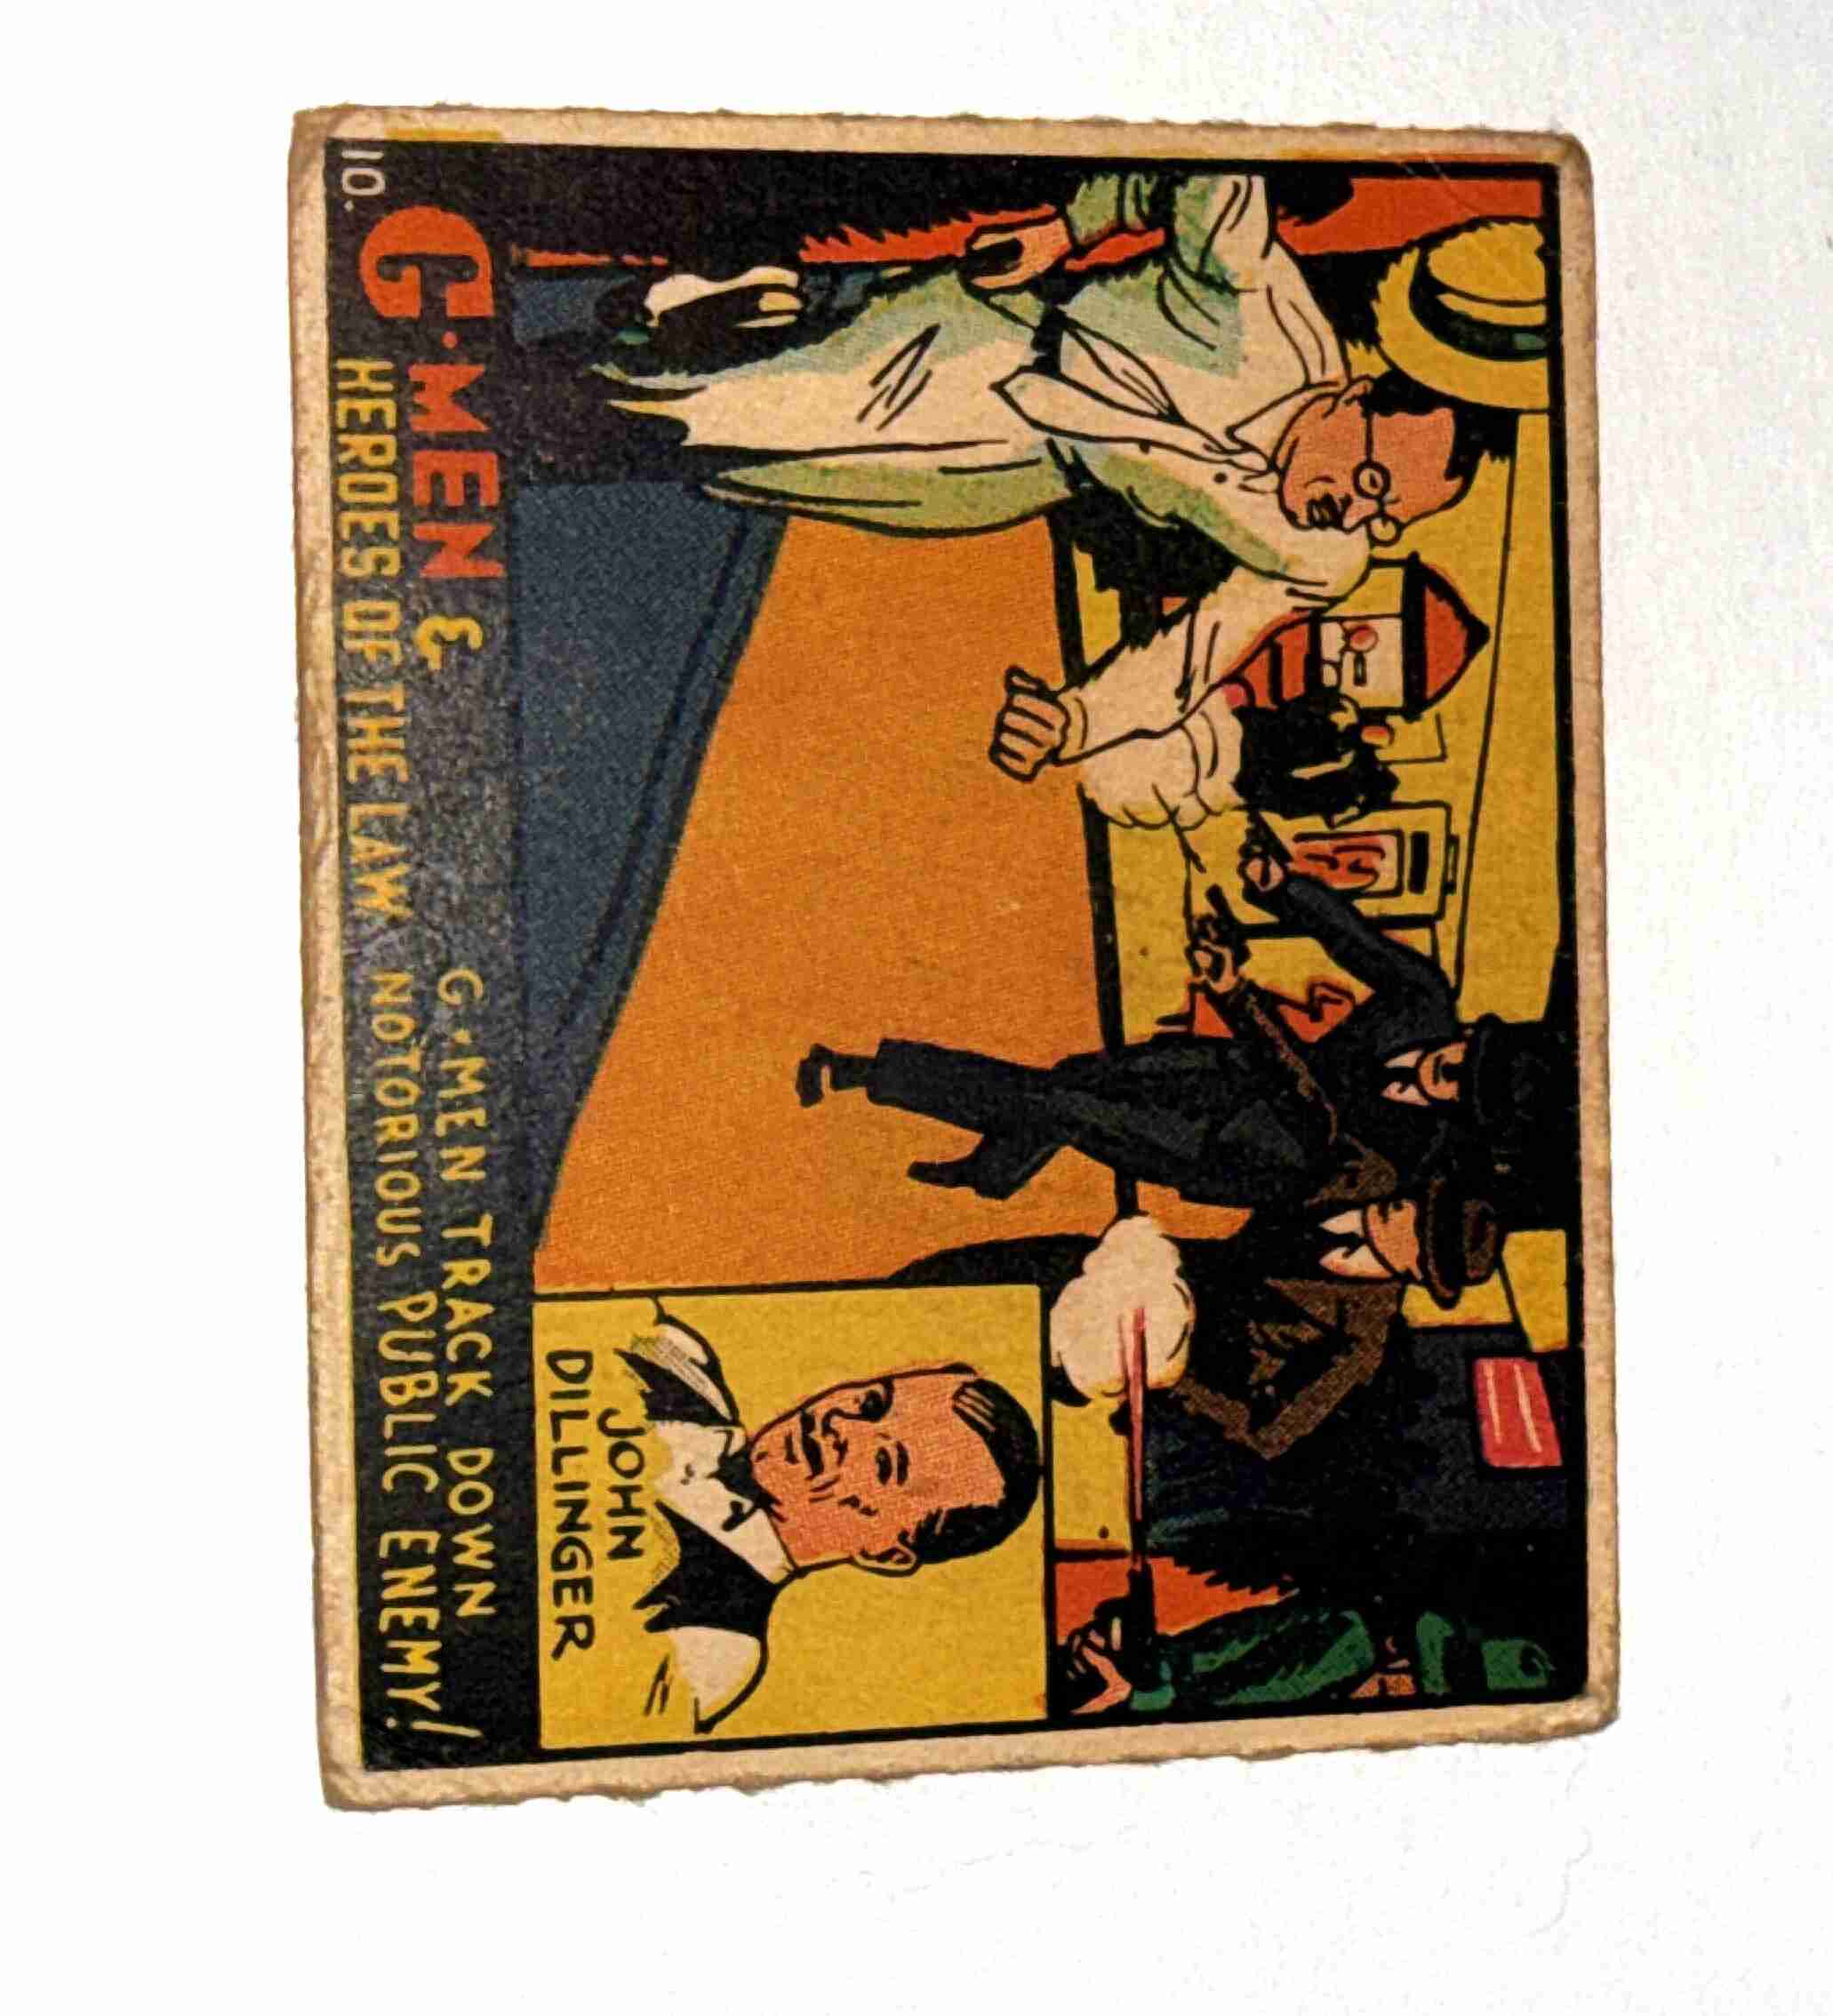 JOHN
DILLINGER
10.
G·MEN &
HEROES OF THE LAW
G·MEN TRACK DOWN
NOTORIOUS PUBLIC ENEMY!